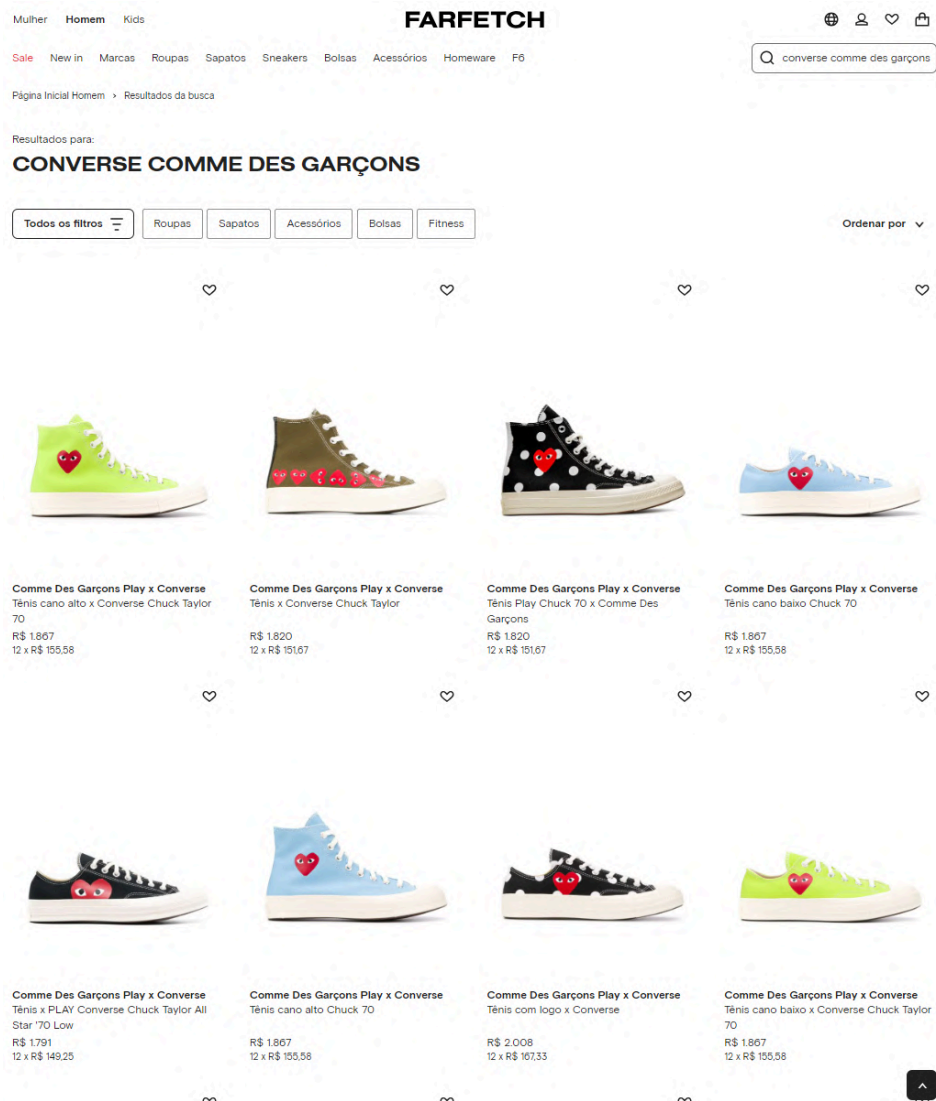 Mulher Homem Kids
FARFETCH
Sale New in Marcas Roupas Sapatos Sneakers Bolsas Acessórios Homeware F6
converse comme des garçons
Página Inicial Homem › Resultados da busca
Resultados para:
CONVERSE COMME DES GARÇONS
Todos os filtros Roupas Sapatos Acessórios Bolsas Fitness
Ordenar por
Comme Des Garçons Play x Converse
Tênis cano alto x Converse Chuck Taylor
70
R$ 1.867
12 x R$ 155,58
Comme Des Garçons Play x Converse
Tênis x Converse Chuck Taylor
R$ 1.820
12 x R$ 151,67
Comme Des Garçons Play x Converse
Tênis Play Chuck 70 x Comme Des
Garçons
R$ 1.820
12 x R$ 151,67
Comme Des Garçons Play x Converse
Tênis cano baixo Chuck 70
R$ 1.867
12 x R$ 155,58
Comme Des Garçons Play x Converse
Tênis x PLAY Converse Chuck Taylor All
Star '70 Low
R$ 1.791
12 x R$ 149,25
Comme Des Garçons Play x Converse
Tênis cano alto Chuck 70
R$ 1.867
12 x R$ 155,58
Comme Des Garçons Play x Converse
Tênis com logo x Converse
R$ 2.008
12 x R$ 167,33
Comme Des Garçons Play x Converse
Tênis cano baixo x Converse Chuck Taylor
70
R$ 1.867
12 x R$ 155,58